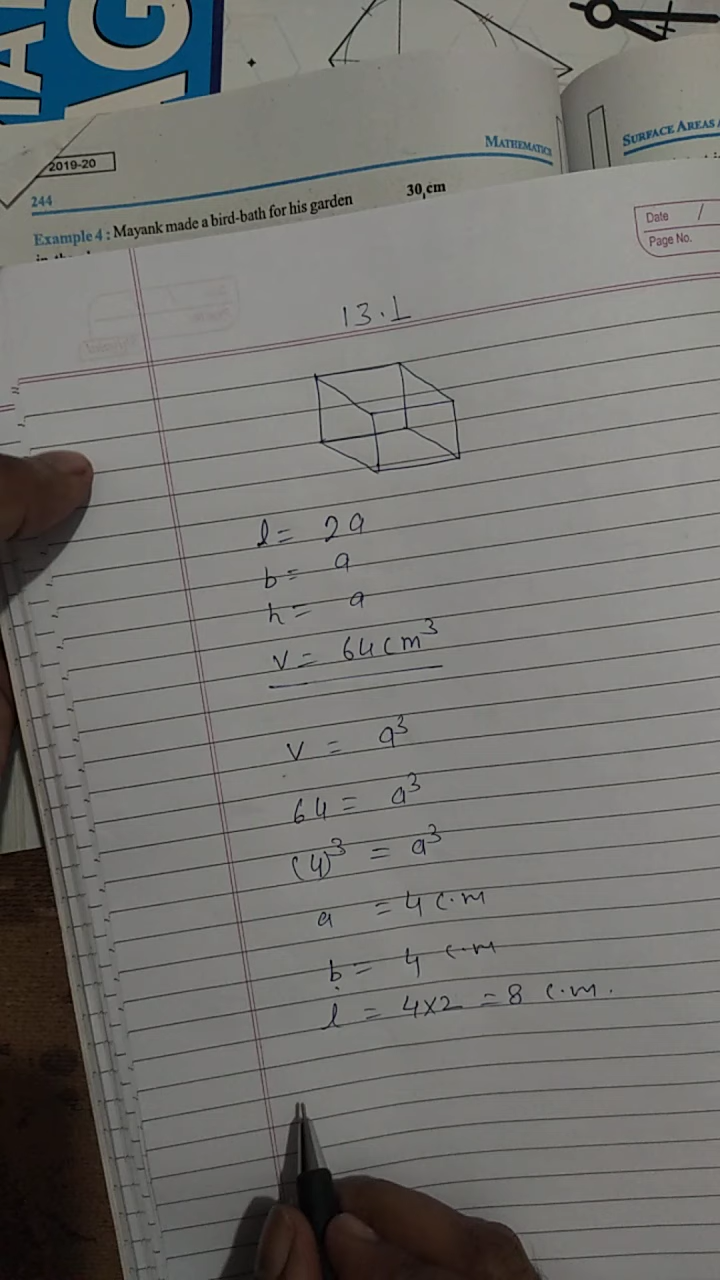 AG
2019-20
MATHEMATICS
SURFACE AREAS
244
Example 4 : Mayank made a bird-bath for his garden
30 cm
Date /
Page No.
13.1
l = 2a
b = a
h = a
V = 64 cm³
V = a³
64 = a³
(4)³ = a³
a = 4 c.m
b = 4 c.m
l = 4×2 = 8 c.m.